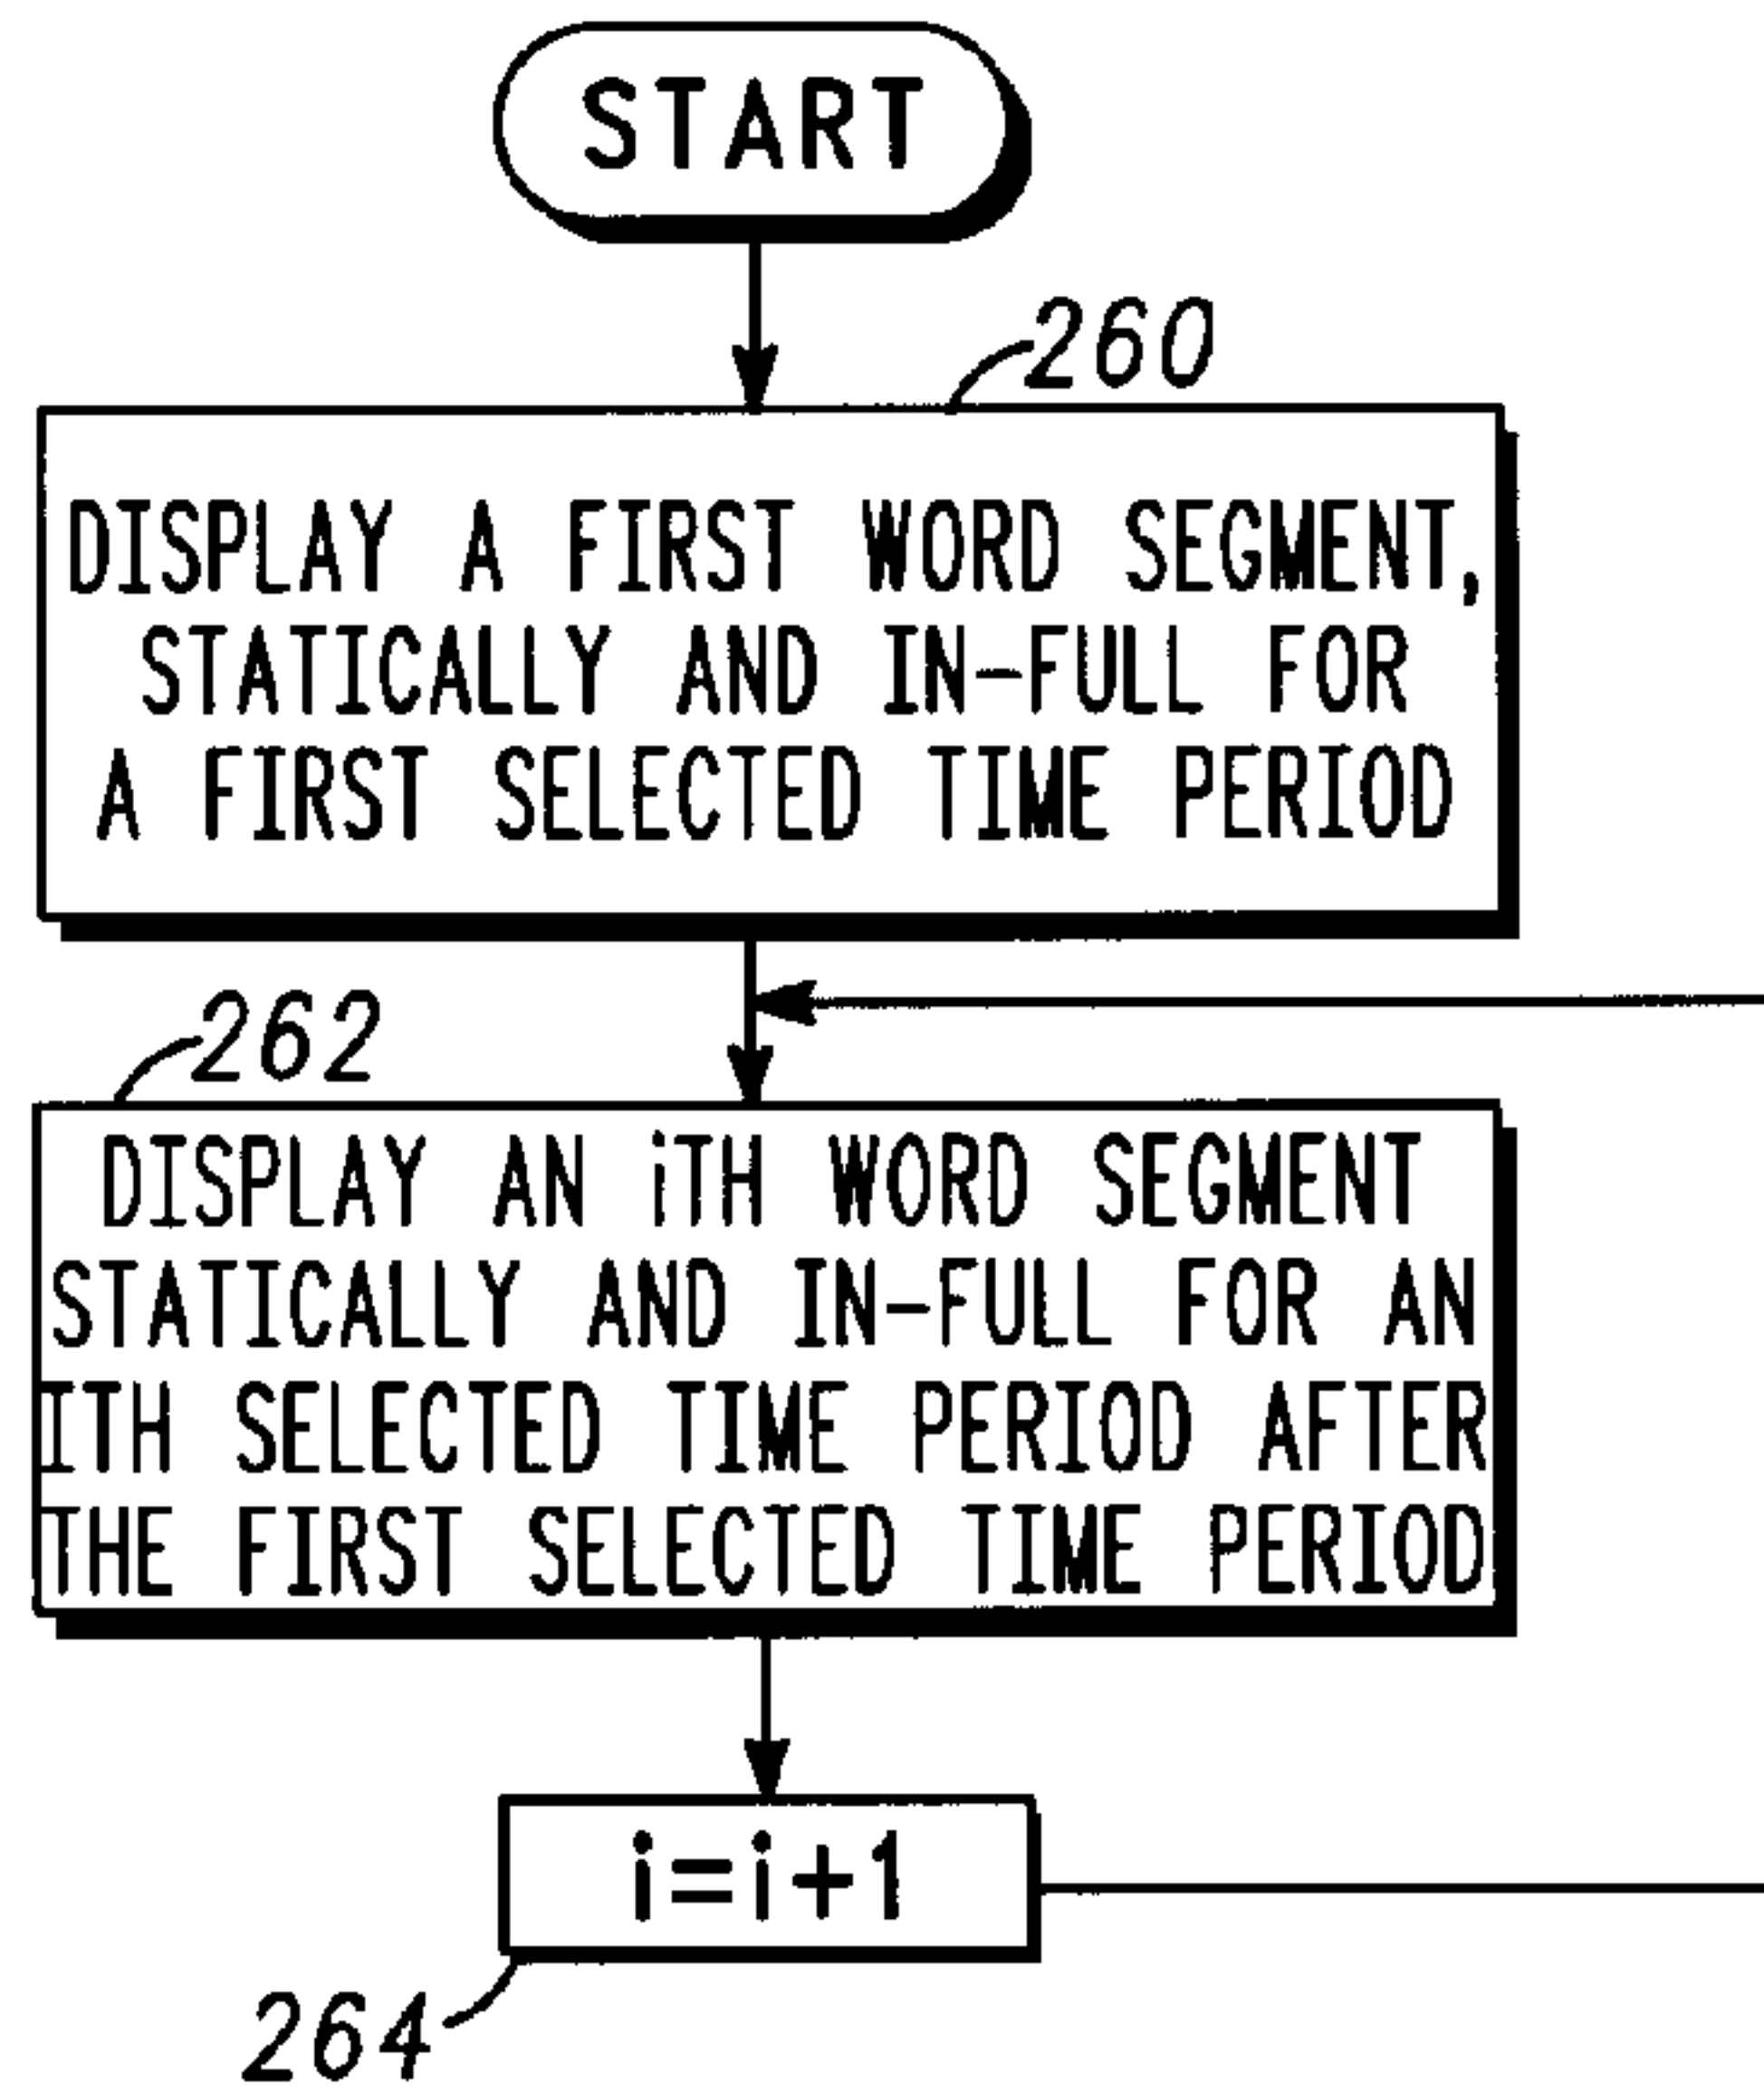 START
260
DISPLAY A FIRST WORD SEGMENT,
STATICALLY AND IN-FULL FOR
A FIRST SELECTED TIME PERIOD
262
DISPLAY AN iTH WORD SEGMENT
STATICALLY AND IN-FULL FOR AN
ITH SELECTED TIME PERIOD AFTER
THE FIRST SELECTED TIME PERIOD
i=i+1
264